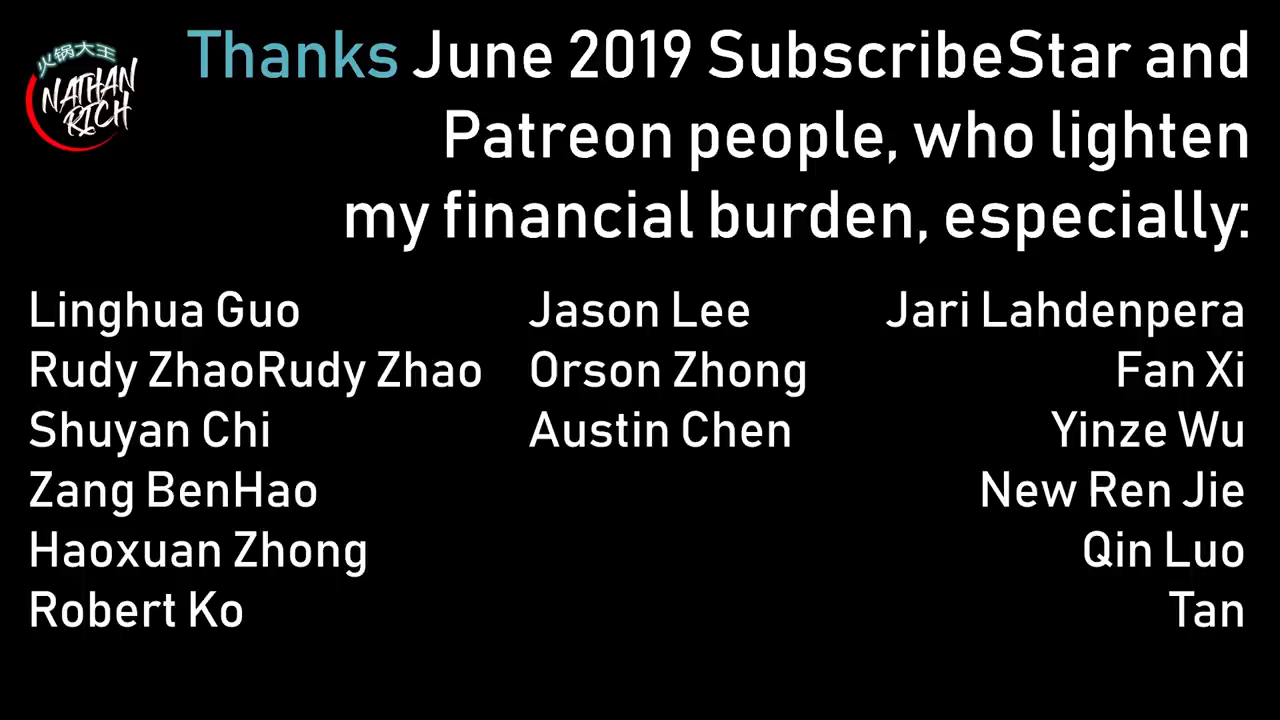 火锅大王
NATHAN
RICH
Thanks June 2019 SubscribeStar and
Patreon people, who lighten
my financial burden, especially:
Linghua Guo
Rudy ZhaoRudy Zhao
Shuyan Chi
Zang BenHao
Haoxuan Zhong
Robert Ko
Jason Lee
Orson Zhong
Austin Chen
Jari Lahdenpera
Fan Xi
Yinze Wu
New Ren Jie
Qin Luo
Tan